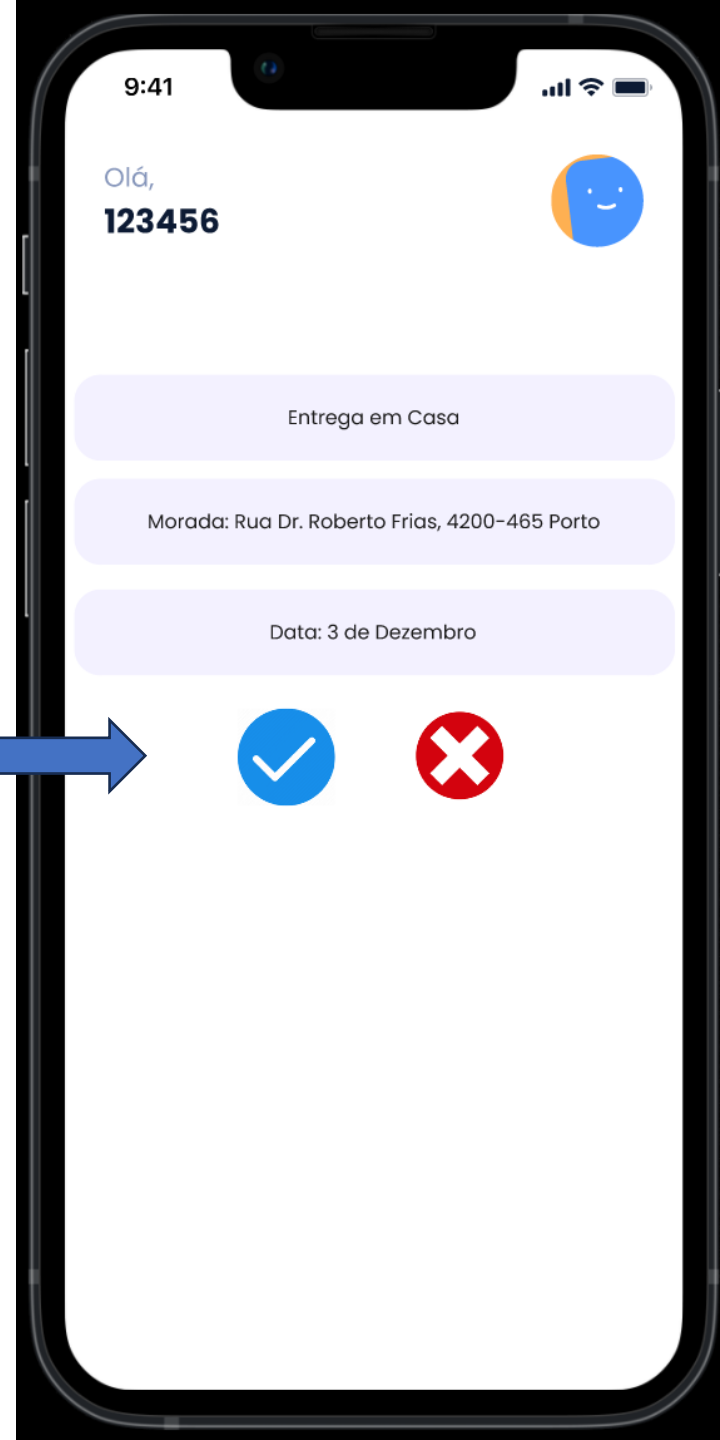 9:41
Olá,
123456
Entrega em Casa
Morada: Rua Dr. Roberto Frias, 4200-465 Porto
Data: 3 de Dezembro